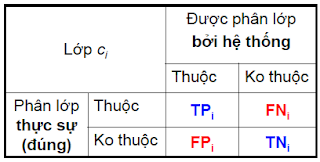 Lớp cᵢ
Được phân lớp
bởi hệ thống
Thuộc
Ko thuộc
Phân lớp
thực sự
(đúng)
Thuộc
TPᵢ
FNᵢ
Ko thuộc
FPᵢ
TNᵢ